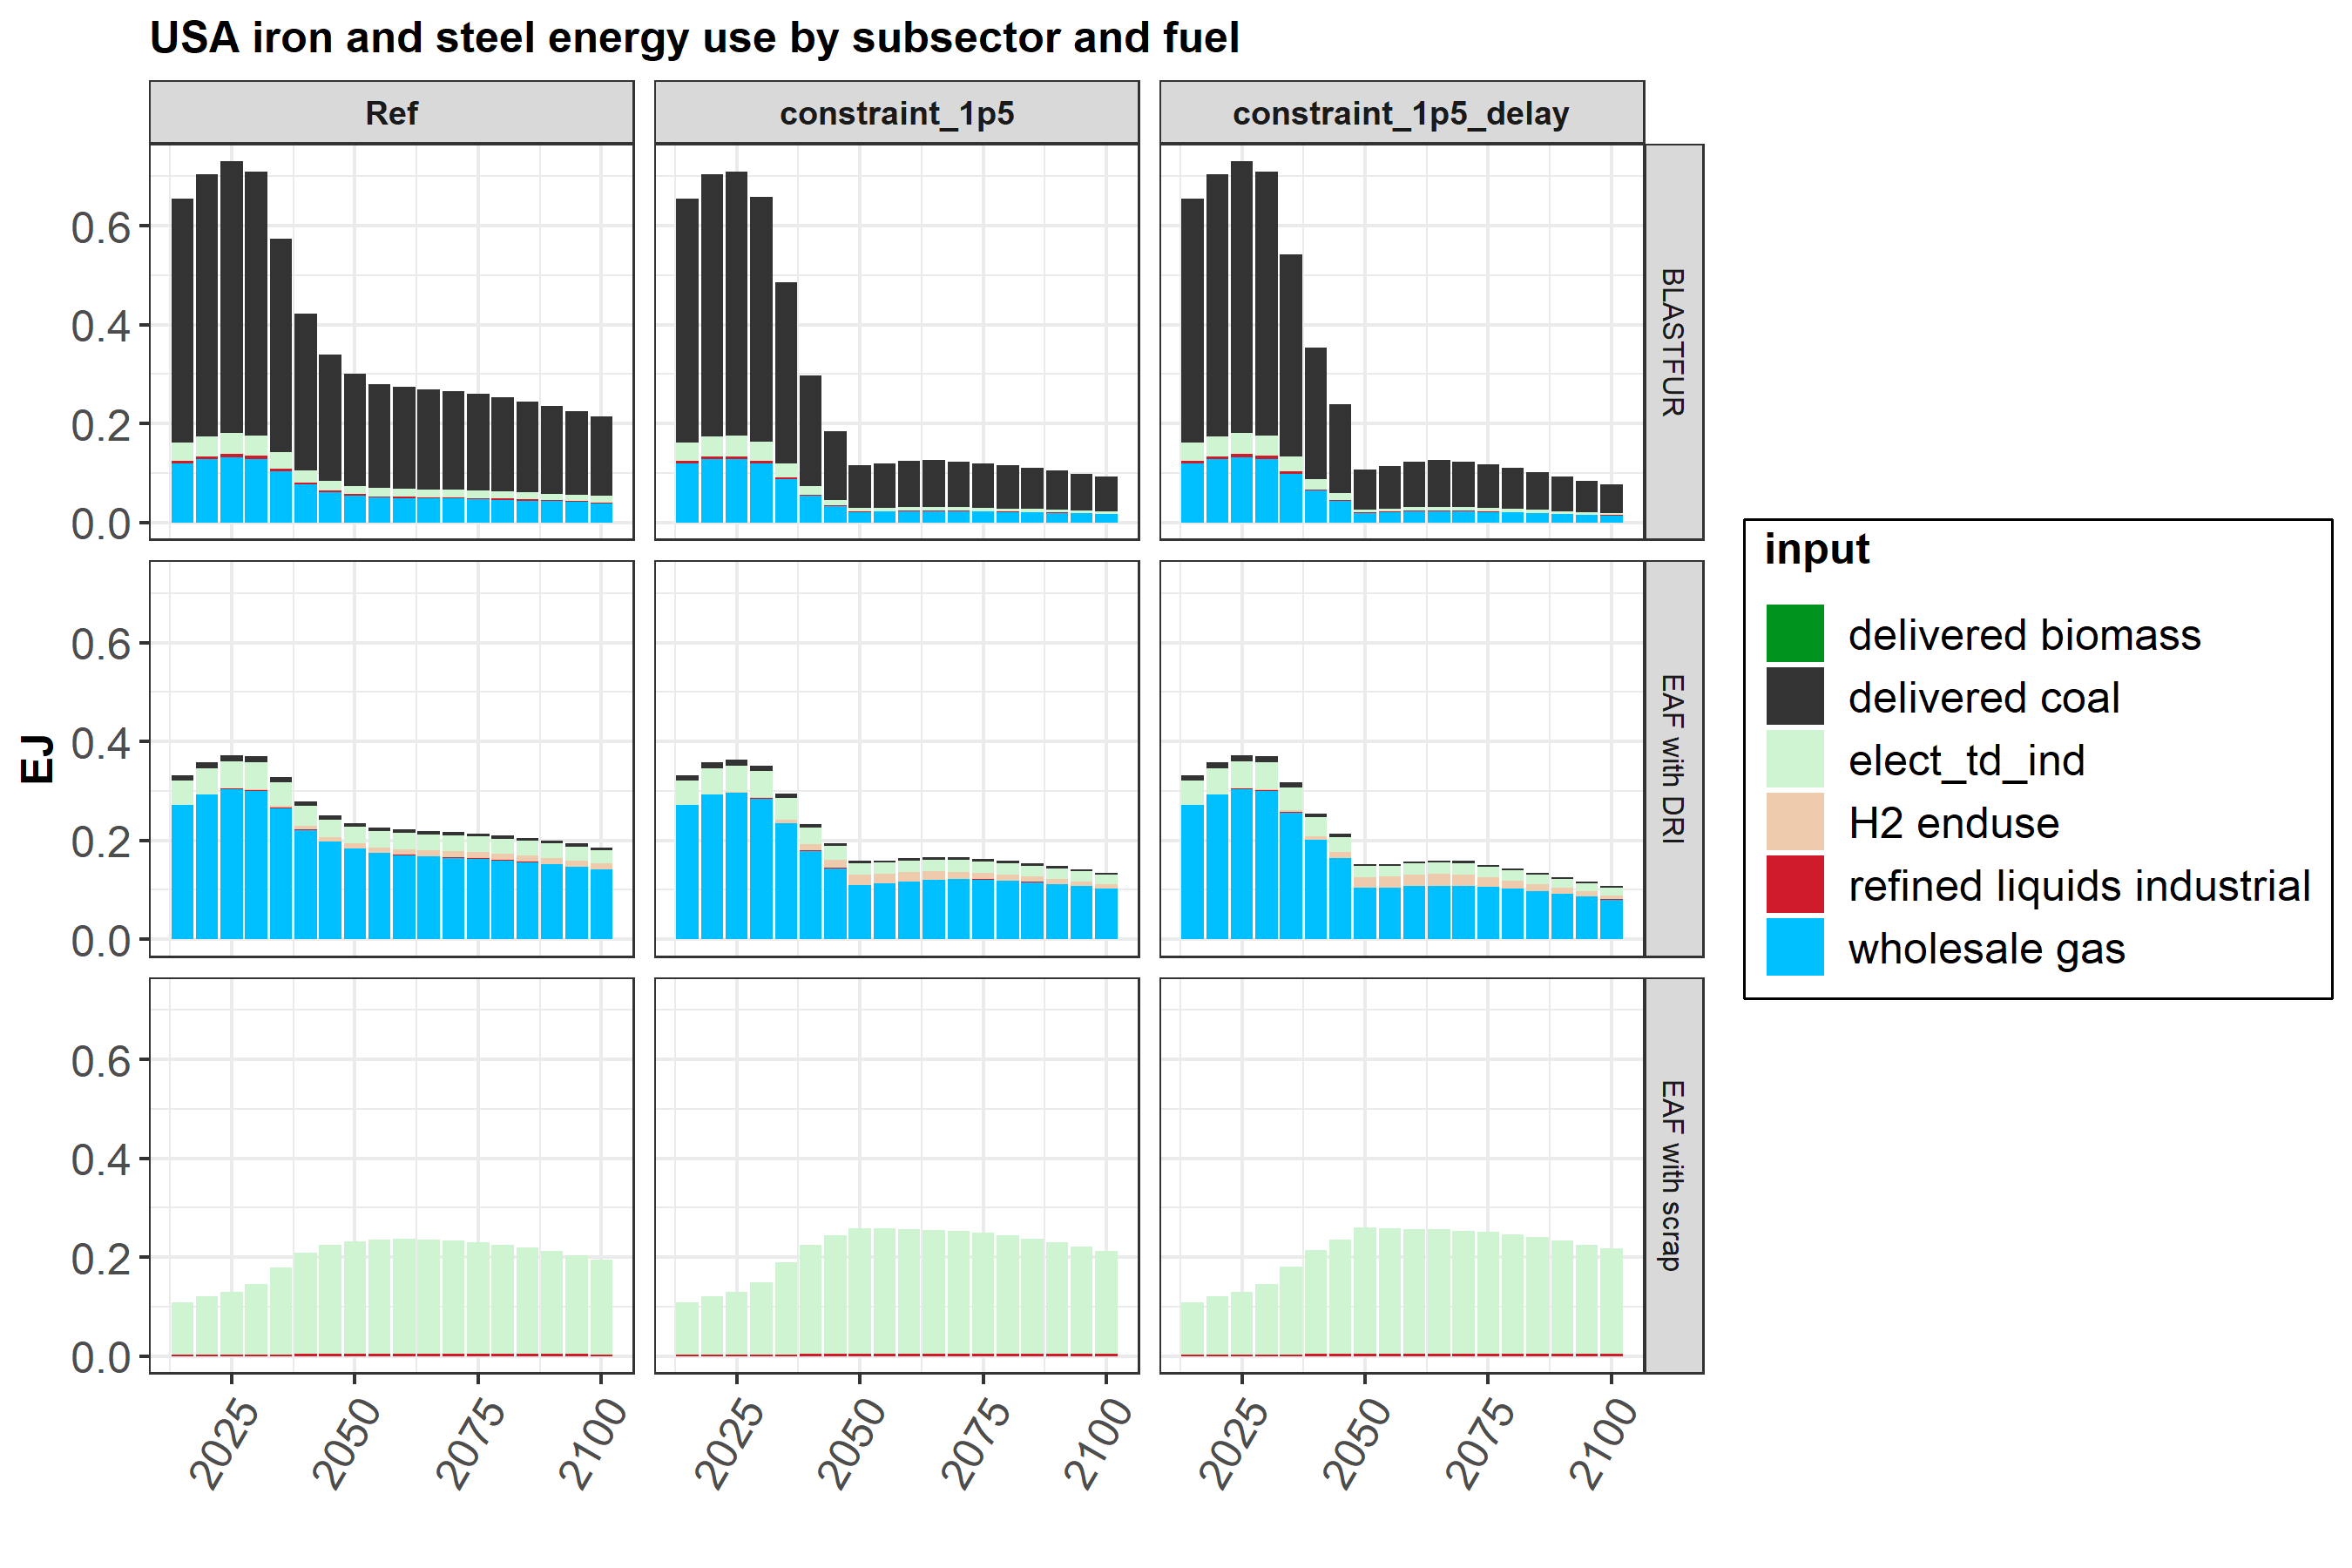 USA iron and steel energy use by subsector and fuel
Ref
constraint_1p5
constraint_1p5_delay
0.6
0.4
0.2
0.0
BLASTFUR
0.6
0.4
0.2
0.0
EAF with DRI
0.6
0.4
0.2
0.0
EAF with scrap
EJ
2025
2050
2075
2100
2025
2050
2075
2100
2025
2050
2075
2100
input
delivered biomass
delivered coal
elect_td_ind
H2 enduse
refined liquids industrial
wholesale gas